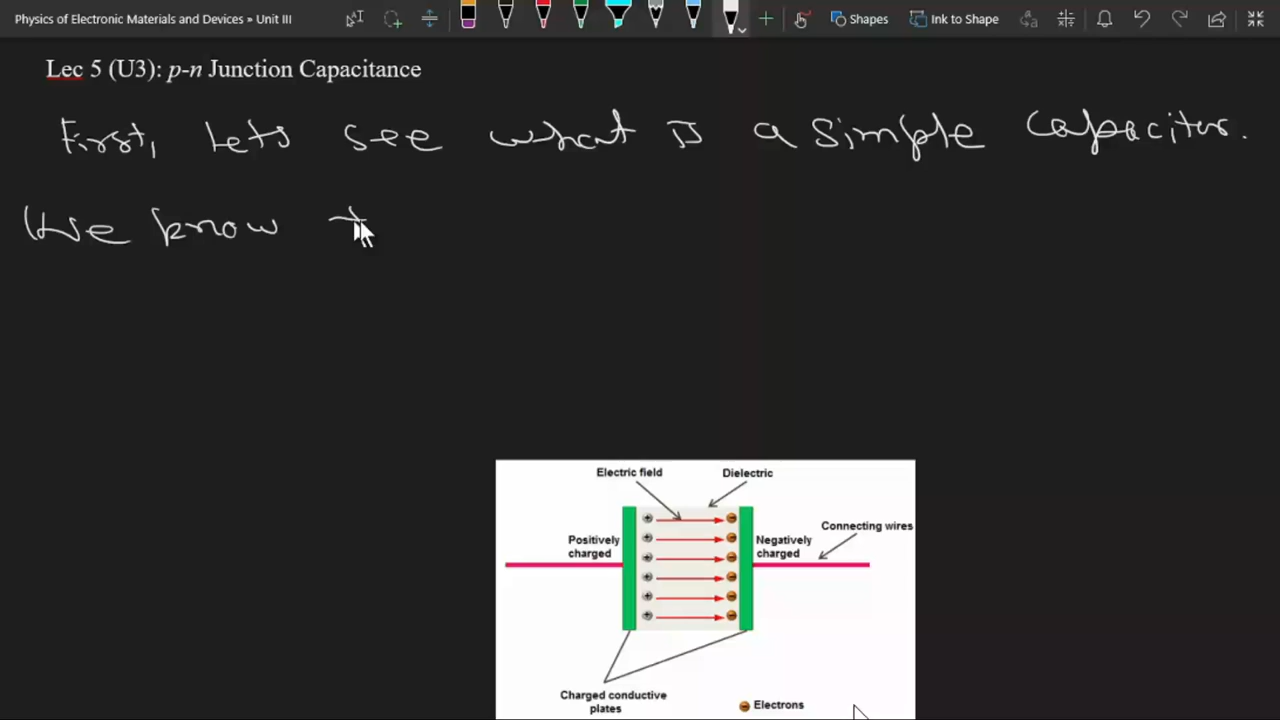 Physics of Electronic Materials and Devices » Unit III
Shapes
Ink to Shape
Lec 5 (U3): p-n Junction Capacitance
First, lets see what is a simple capacitor.
We know
Electric field
Dielectric
Connecting wires
Positively
charged
Negatively
charged
Charged conductive
plates
Electrons